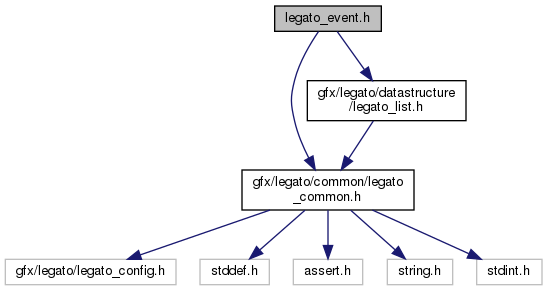 legato_event.h
gfx/legato/datastructure
/legato_list.h
gfx/legato/common/legato
_common.h
gfx/legato/legato_config.h
stddef.h
assert.h
string.h
stdint.h